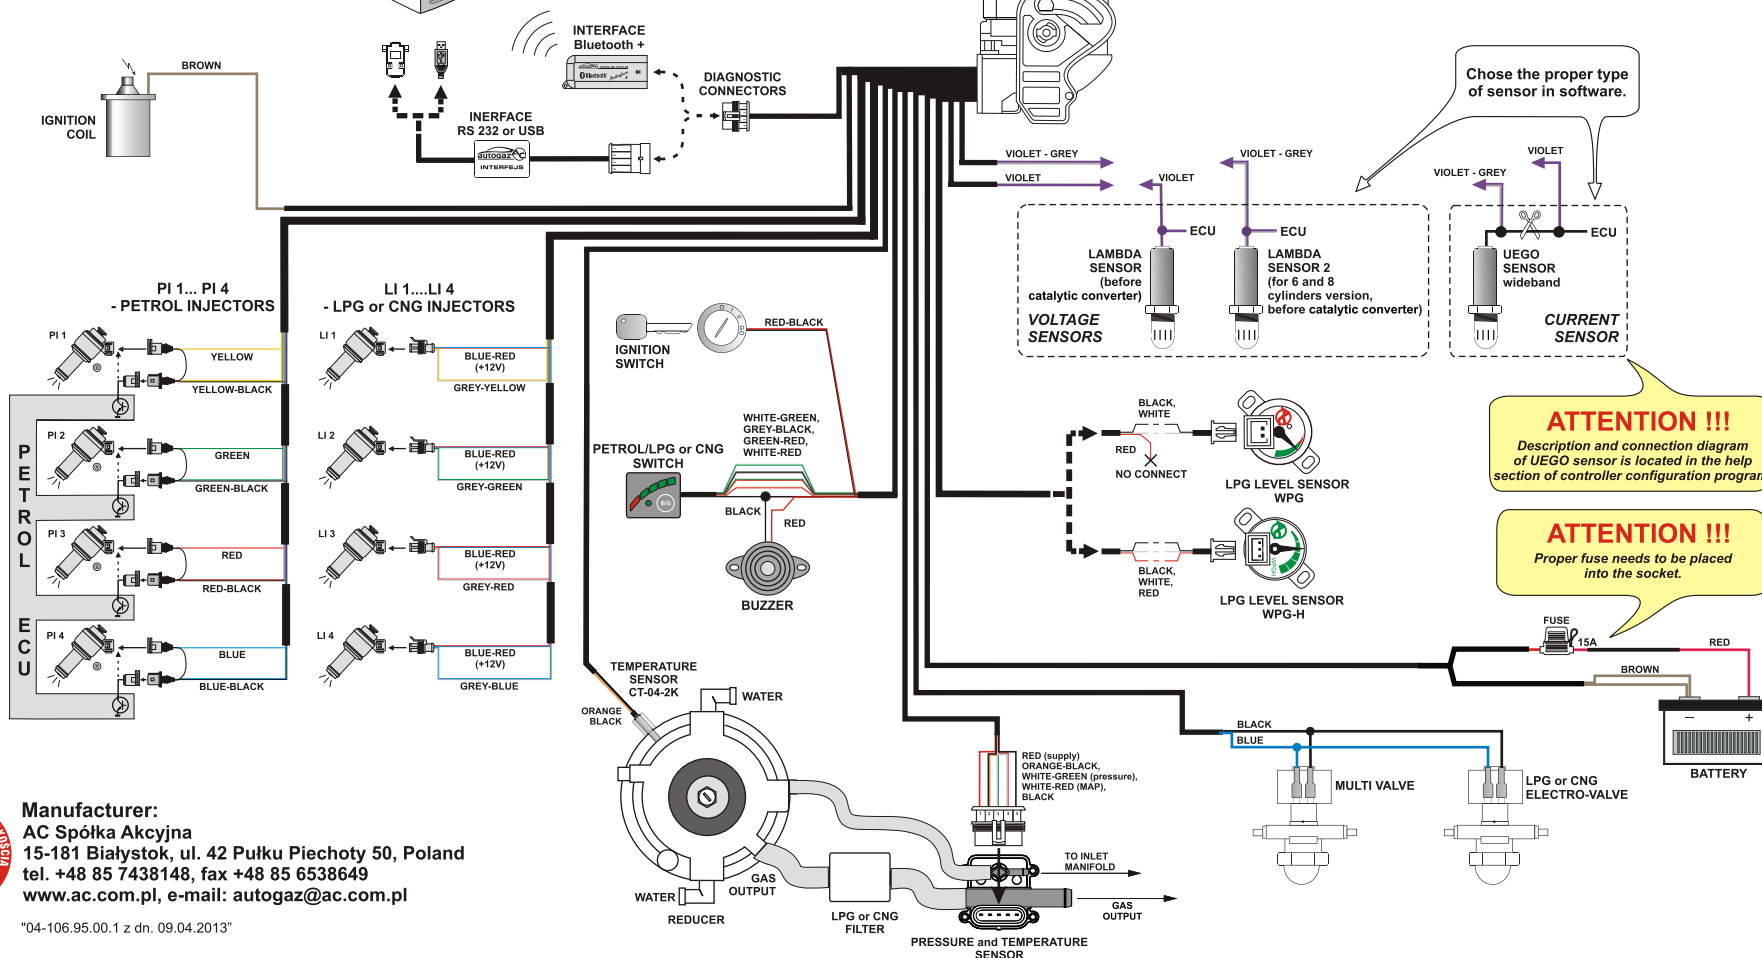 BROWN
IGNITION
COIL
INTERFACE
Bluetooth +
Bluetooth
DIAGNOSTIC
CONNECTORS
INERFACE
RS 232 or USB
autogaz
INTERFEJS
Chose the proper type
of sensor in software.
VIOLET - GREY
VIOLET
VIOLET
VIOLET - GREY
VIOLET
VIOLET - GREY
ECU
ECU
ECU
LAMBDA
SENSOR
(before
catalytic converter)
LAMBDA
SENSOR 2
(for 6 and 8
cylinders version,
before catalytic converter)
UEGO
SENSOR
wideband
VOLTAGE
SENSORS
CURRENT
SENSOR
PI 1... PI 4
- PETROL INJECTORS
LI 1....LI 4
- LPG or CNG INJECTORS
PI 1
YELLOW
YELLOW-BLACK
PI 2
GREEN
GREEN-BLACK
PI 3
RED
RED-BLACK
PI 4
BLUE
BLUE-BLACK
PETROL
ECU
LI 1
BLUE-RED
(+12V)
GREY-YELLOW
LI 2
BLUE-RED
(+12V)
GREY-GREEN
LI 3
BLUE-RED
(+12V)
GREY-RED
LI 4
BLUE-RED
(+12V)
GREY-BLUE
IGNITION
SWITCH
RED-BLACK
WHITE-GREEN,
GREY-BLACK,
GREEN-RED,
WHITE-RED
PETROL/LPG or CNG
SWITCH
BLACK
RED
BUZZER
BLACK,
WHITE
RED
NO CONNECT
LPG LEVEL SENSOR
WPG
BLACK,
WHITE,
RED
LPG LEVEL SENSOR
WPG-H
ATTENTION !!!
Description and connection diagram
of UEGO sensor is located in the help
section of controller configuration program
ATTENTION !!!
Proper fuse needs to be placed
into the socket.
FUSE
15A
RED
BROWN
− +
BATTERY
BLACK
BLUE
MULTI VALVE
LPG or CNG
ELECTRO-VALVE
TEMPERATURE
SENSOR
CT-04-2K
ORANGE
BLACK
WATER
WATER
REDUCER
GAS
OUTPUT
LPG or CNG
FILTER
RED (supply)
ORANGE-BLACK,
WHITE-GREEN (pressure),
WHITE-RED (MAP),
BLACK
TO INLET
MANIFOLD
GAS
OUTPUT
PRESSURE and TEMPERATURE
SENSOR
Manufacturer:
AC Spółka Akcyjna
15-181 Białystok, ul. 42 Pułku Piechoty 50, Poland
tel. +48 85 7438148, fax +48 85 6538649
www.ac.com.pl, e-mail: autogaz@ac.com.pl
"04-106.95.00.1 z dn. 09.04.2013"